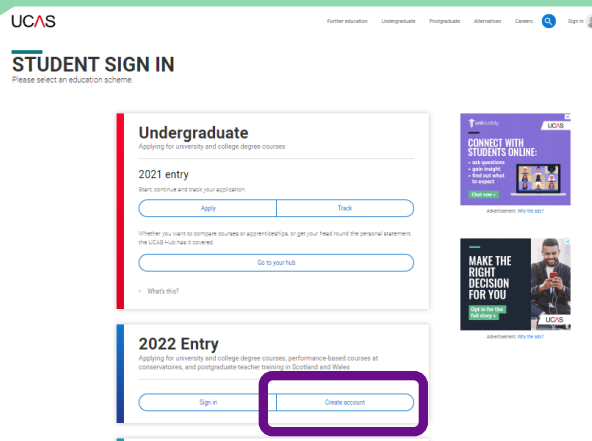 UCAS
Further education Undergraduate Postgraduate Alternatives Careers Sign in
STUDENT SIGN IN
Please select an education scheme.
Undergraduate
Applying for university and college degree courses
2021 entry
Start, continue and track your application.
Apply Track
Whether you want to compare courses or apprenticeships, or get your head round the personal statement,
the UCAS Hub has it covered.
Go to your hub
What's this?
2022 Entry
Applying for university and college degree courses, performance-based courses at
conservatoires, and postgraduate teacher training in Scotland and Wales
Sign in Create account
unibuddy UCAS
CONNECT WITH
STUDENTS ONLINE:
• ask questions
• gain insight
• find out what
to expect
Chat now >
Advertisement. Why the ads?
MAKE THE
RIGHT
DECISION
FOR YOU
Opt in for the
full story >
UCAS
Advertisement. Why the ads?